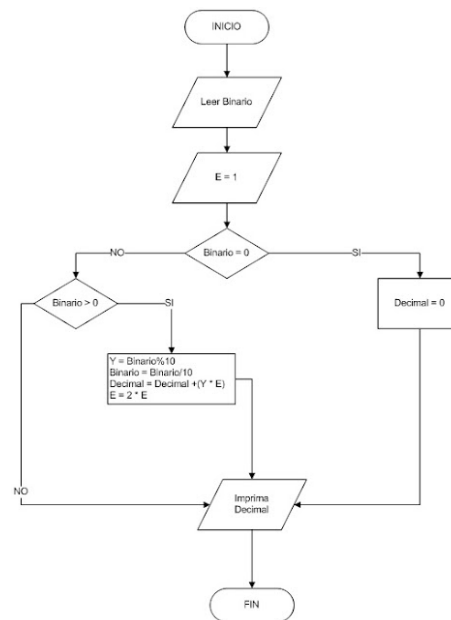 INICIO
Leer Binario
E = 1
Binario = 0
NO
SI
Binario > 0
SI
Decimal = 0
Y = Binario%10
Binario = Binario/10
Decimal = Decimal +(Y * E)
E = 2 * E
NO
Imprima
Decimal
FIN